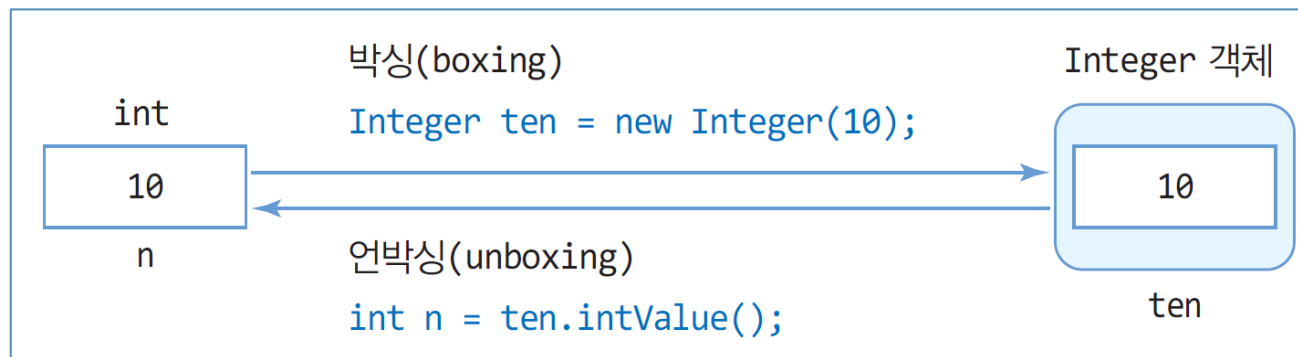 박싱(boxing)
Integer 객체
int
Integer ten = new Integer(10);
10
10
n
언박싱(unboxing)
ten
int n = ten.intValue();